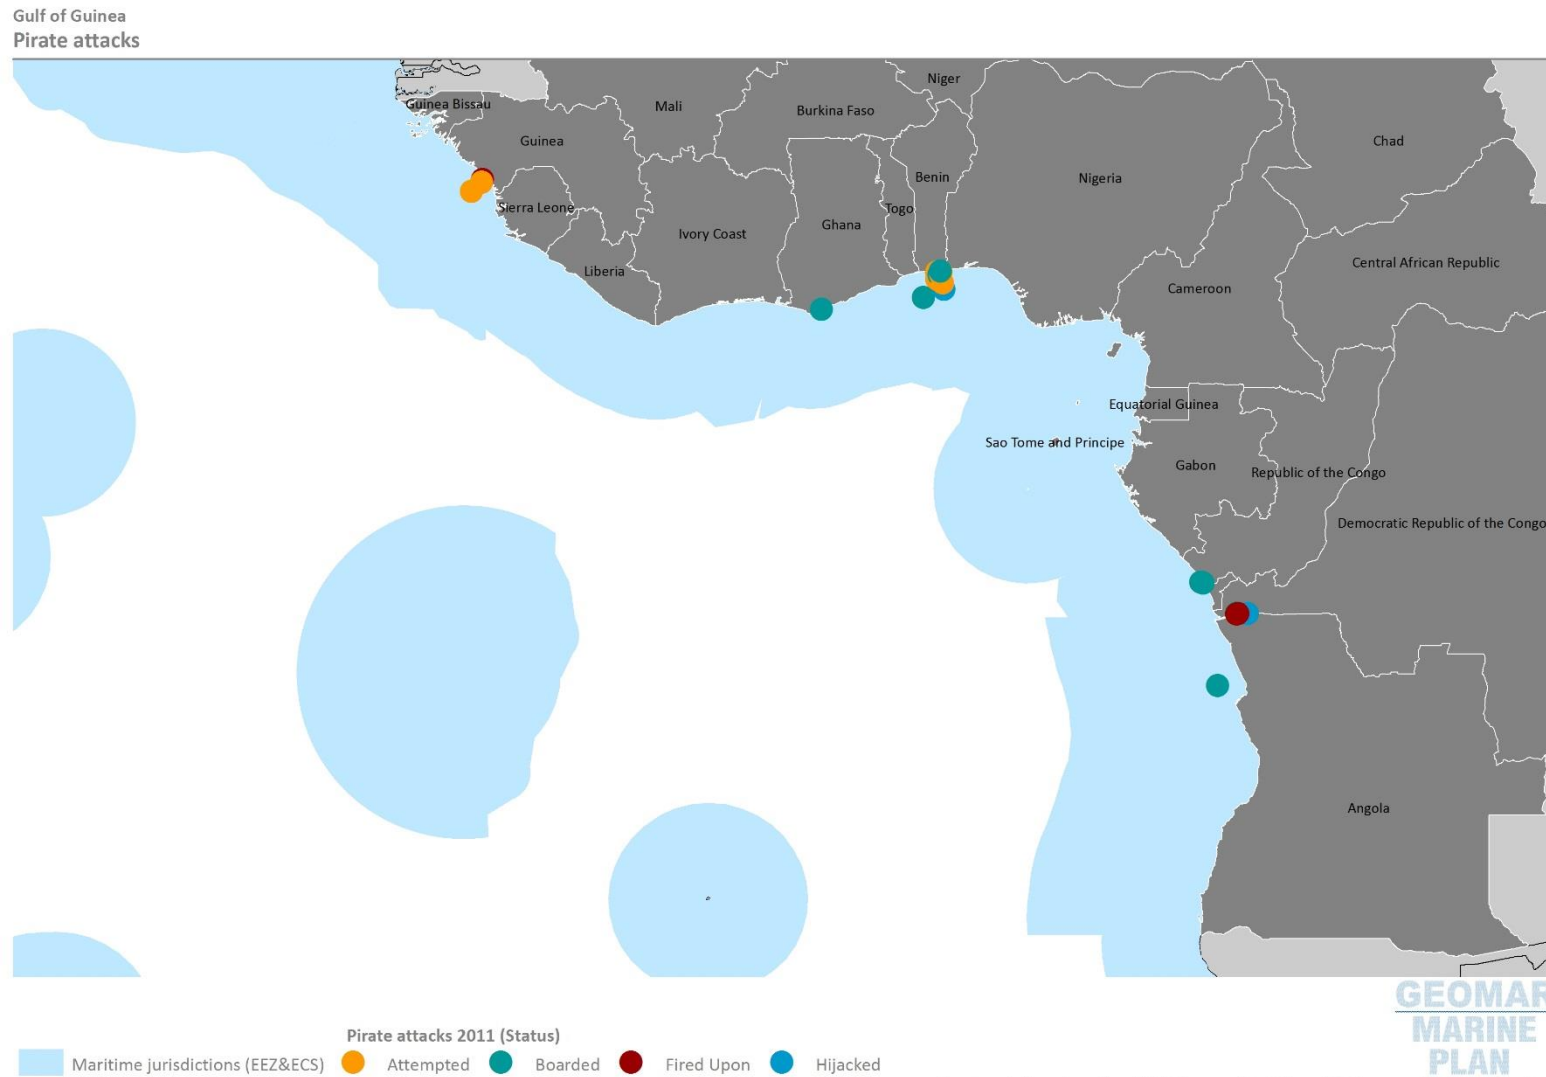 Gulf of Guinea
Pirate attacks
Guinea Bissau
Guinea
Sierra Leone
Liberia
Mali
Ivory Coast
Burkina Faso
Ghana
Togo
Benin
Niger
Nigeria
Chad
Central African Republic
Cameroon
Equatorial Guinea
Sao Tome and Principe
Gabon
Republic of the Congo
Democratic Republic of the Congo
Angola
GEOMAR
MARINE
PLAN
Pirate attacks 2011 (Status)
Maritime jurisdictions (EEZ&ECS) Attempted Boarded Fired Upon Hijacked